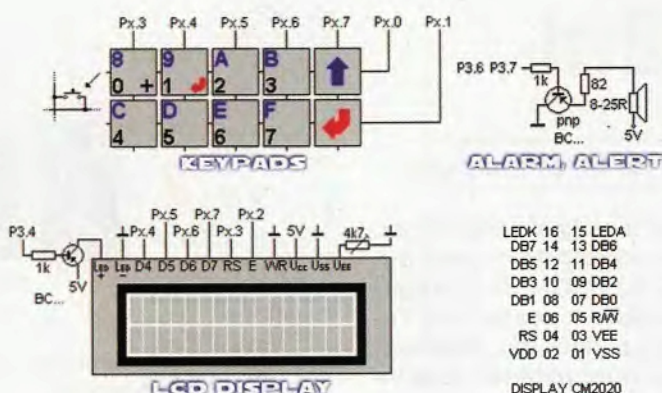 Px.3 Px.4 Px.5 Px.6 Px.7 Px.0 Px.1
8 9 A B
0 + 1 2 3
C D E F
4 5 6 7
KEYPADS
P3.6 P3.7
1k
82
8-25R
pnp
BC...
5V
ALARM, ALERT
P3.4
1k
BC...
5V
Px.5 Px.7 Px.2
Px.4 Px.6 Px.3 5V 4k7
LED + LED - D4 D5 D6 D7 RS E WR Ucc Uss UEE
LCD DISPLAY
LEDK 16 15 LEDA
DB7 14 13 DB6
DB5 12 11 DB4
DB3 10 09 DB2
DB1 08 07 DB0
E 06 05 R/W
RS 04 03 VEE
VDD 02 01 VSS
DISPLAY CM2020